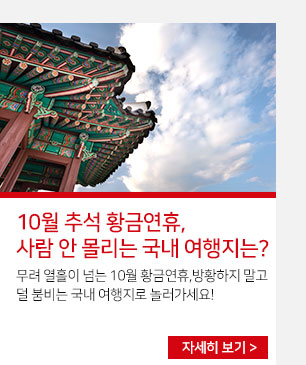 10월 추석 황금연휴,
사람 안 몰리는 국내 여행지는?
무려 열흘이 넘는 10월 황금연휴,방황하지 말고
덜 붐비는 국내 여행지로 놀러가세요!
자세히 보기 >